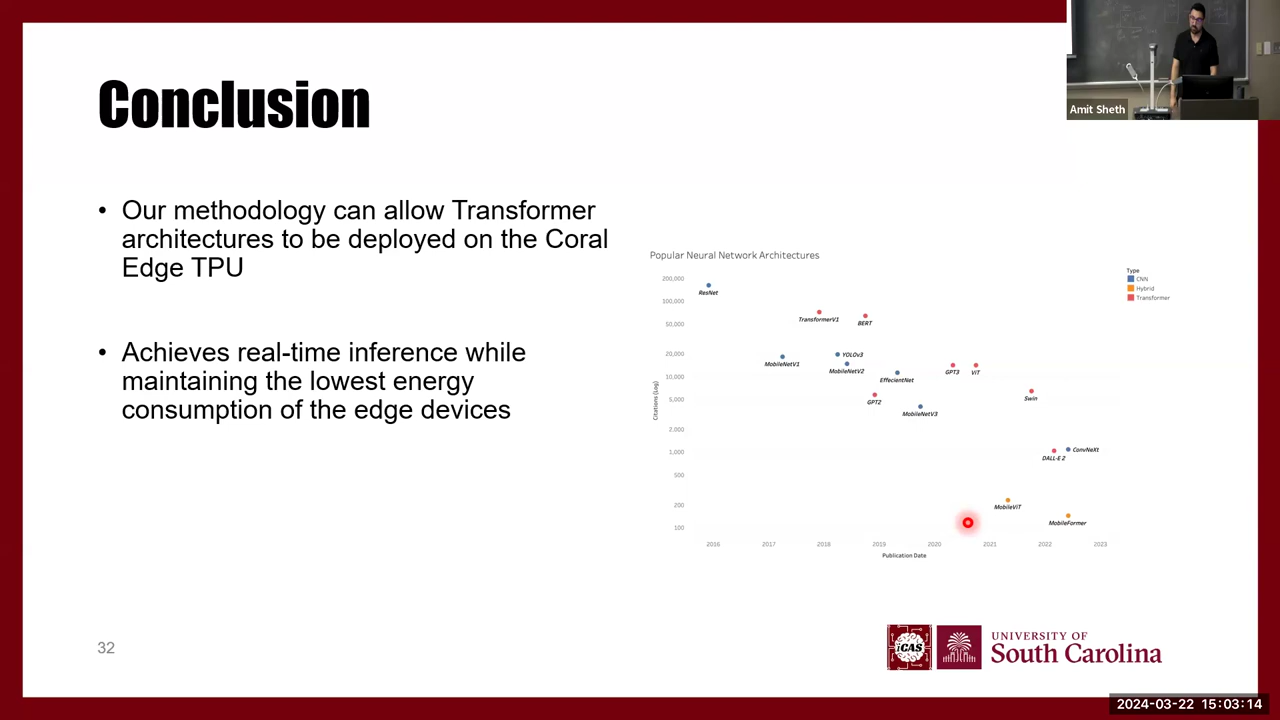 Conclusion
Amit Sheth
• Our methodology can allow Transformer
architectures to be deployed on the Coral
Edge TPU
• Achieves real-time inference while
maintaining the lowest energy
consumption of the edge devices
Popular Neural Network Architectures
Type
CNN
Hybrid
Transformer
Citations (Log)
200,000
100,000
50,000
20,000
10,000
5,000
2,000
1,000
500
200
100
ResNet
TransformerV1
BERT
MobileNetV1
YOLOv3
MobileNetV2
EffecientNet
GPT3
ViT
GPT2
MobileNetV3
Swin
DALL-E 2
ConvNeXt
MobileViT
MobileFormer
2016 2017 2018 2019 2020 2021 2022 2023
Publication Date
32
iCAS
UNIVERSITY OF
South Carolina
2024-03-22 15:03:14